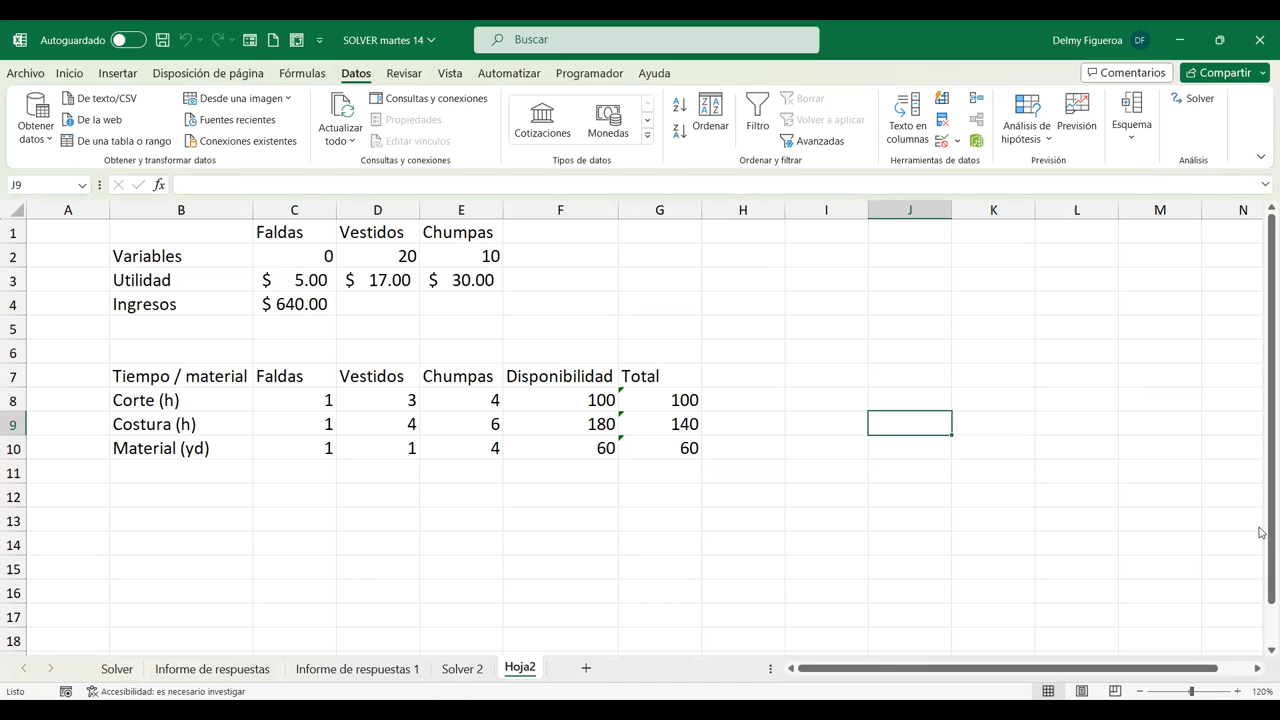 Autoguardado
SOLVER martes 14
Buscar
Delmy Figueroa
DF
Archivo Inicio Insertar Disposición de página Fórmulas Datos Revisar Vista Automatizar Programador Ayuda
Comentarios
Compartir
Obtener datos
De texto/CSV
De la web
De una tabla o rango
Desde una imagen
Fuentes recientes
Conexiones existentes
Obtener y transformar datos
Actualizar todo
Consultas y conexiones
Propiedades
Editar vínculos
Consultas y conexiones
Cotizaciones
Monedas
Tipos de datos
Ordenar
Filtro
Borrar
Volver a aplicar
Avanzadas
Ordenar y filtrar
Texto en columnas
Herramientas de datos
Análisis de hipótesis
Previsión
Previsión
Esquema
Solver
Análisis
J9
fx
A B C D E F G H I J K L M N
1 Faldas Vestidos Chumpas
2 Variables 0 20 10
3 Utilidad $ 5.00 $ 17.00 $ 30.00
4 Ingresos $ 640.00
5
6
7 Tiempo / material Faldas Vestidos Chumpas Disponibilidad Total
8 Corte (h) 1 3 4 100 100
9 Costura (h) 1 4 6 180 140
10 Material (yd) 1 1 4 60 60
11
12
13
14
15
16
17
18
Solver Informe de respuestas Informe de respuestas 1 Solver 2 Hoja2
Listo
Accesibilidad: es necesario investigar
120%